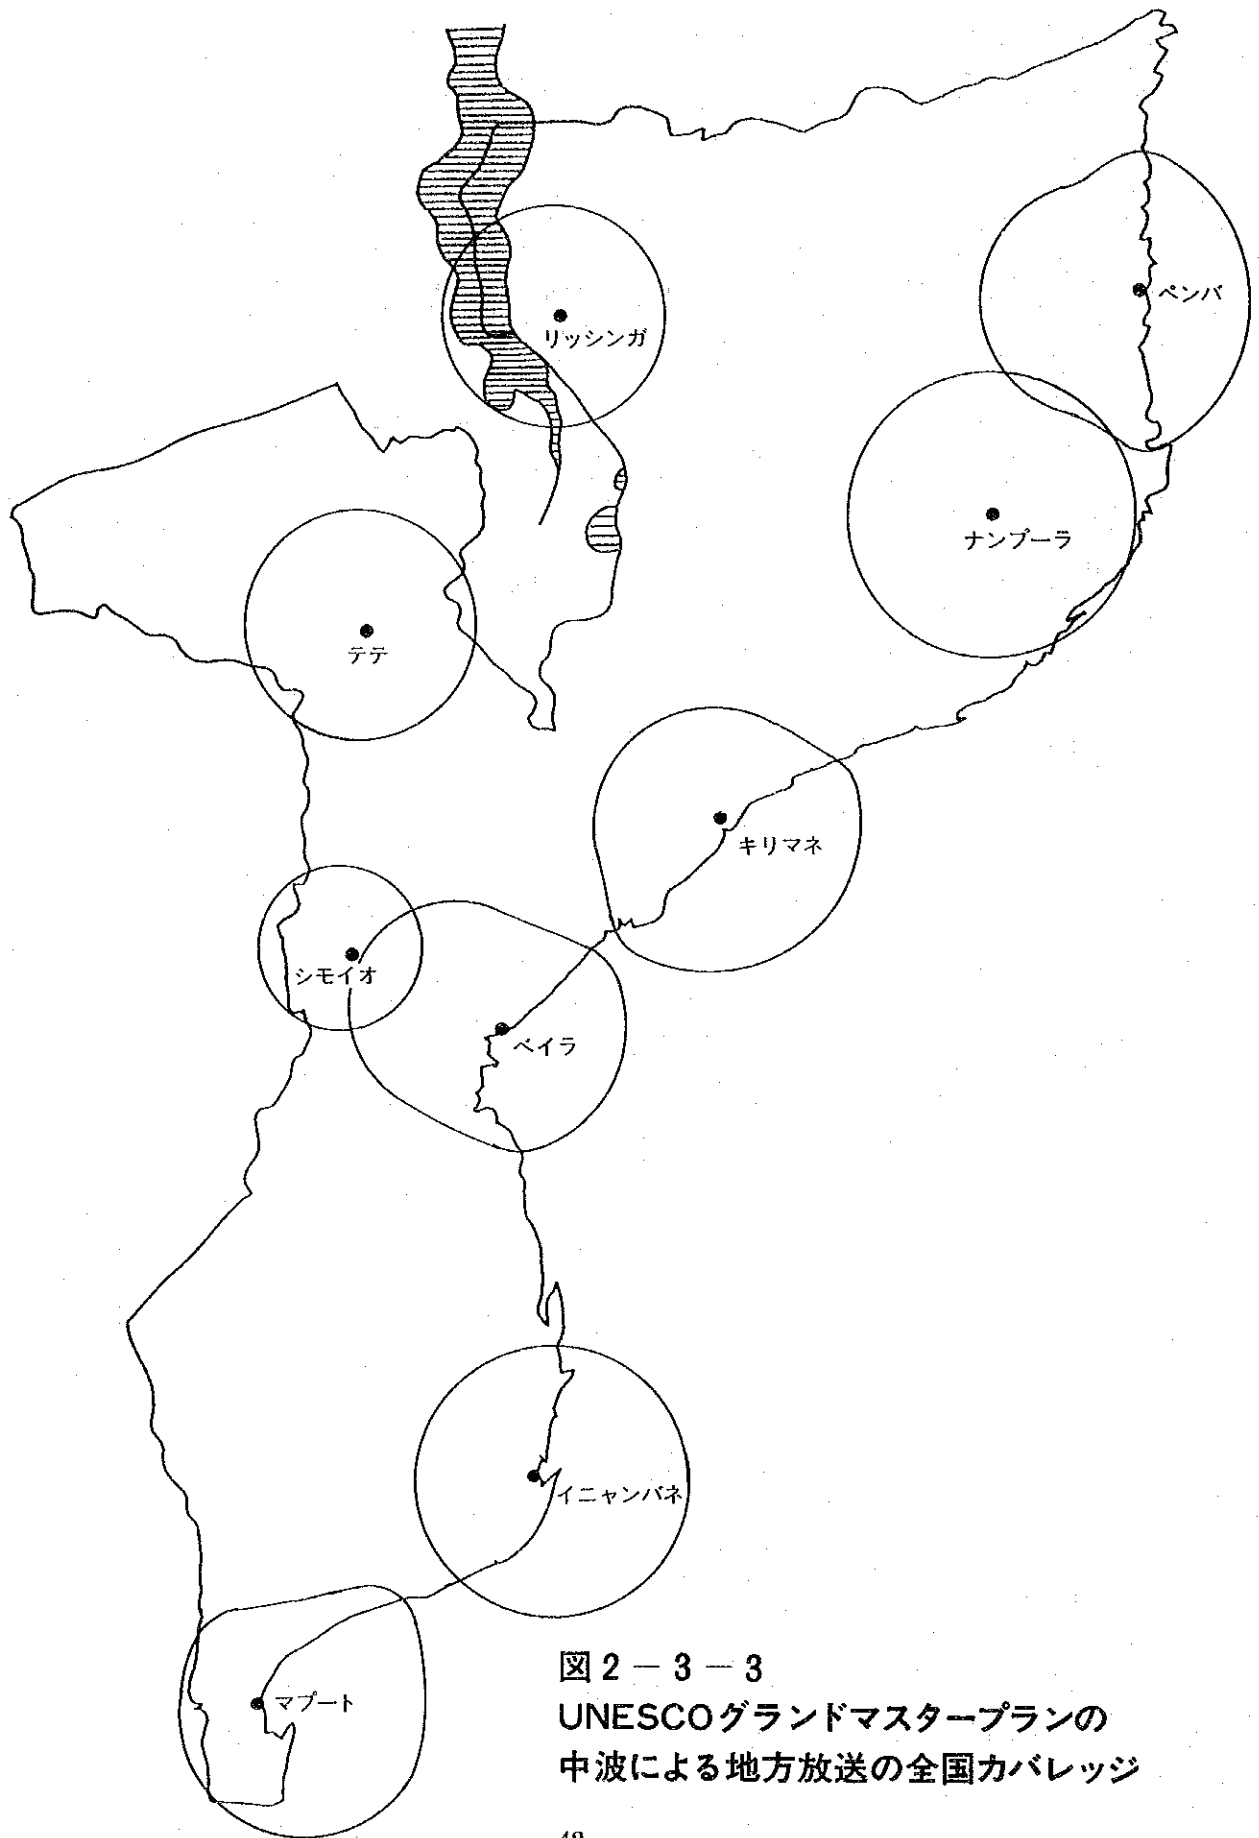 ペンバ
リッシンガ
ナンプーラ
テテ
キリマネ
シモイオ
ベイラ
イニャンバネ
マプート
図2－3－3
UNESCOグランドマスタープランの
中波による地方放送の全国カバレッジ